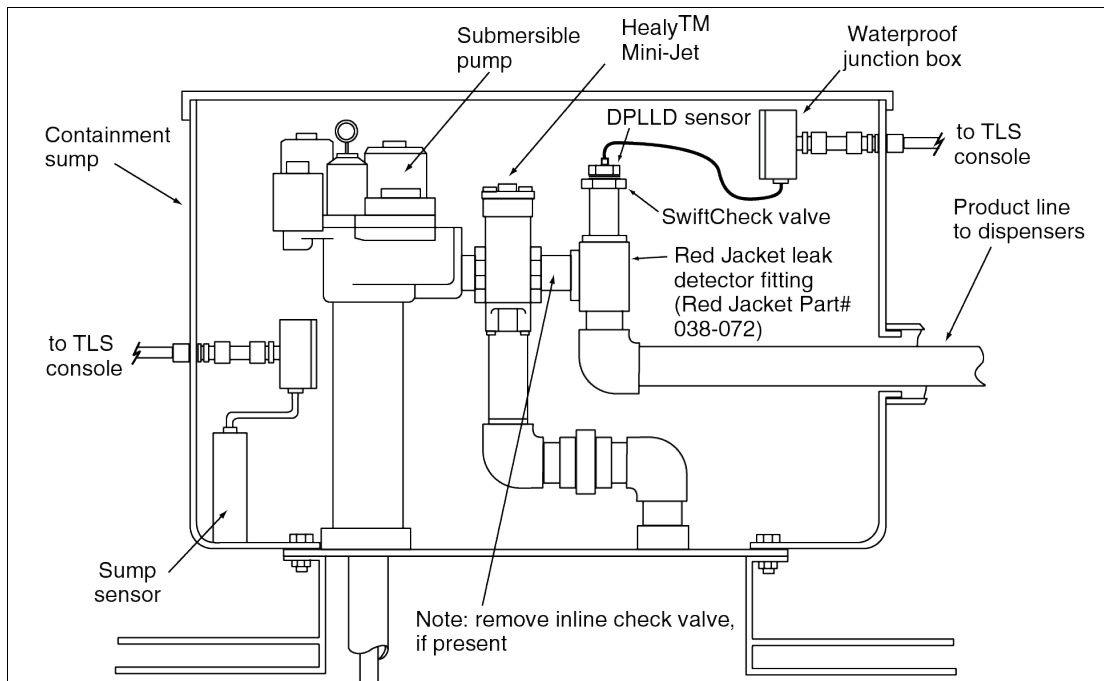 Submersible
pump
Healy™
Mini-Jet
Waterproof
junction box
Containment
sump
DPLLD sensor
to TLS
console
SwiftCheck valve
Product line
to dispensers
Red Jacket leak
detector fitting
(Red Jacket Part#
038-072)
to TLS
console
Sump
sensor
Note: remove inline check valve,
if present